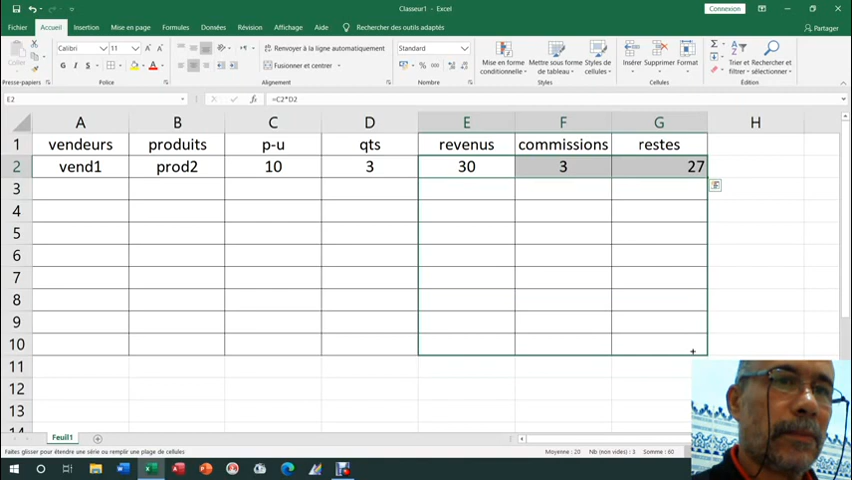 Classeur1 - Excel
Connexion
Fichier Accueil Insertion Mise en page Formules Données Révision Affichage Aide Rechercher des outils adaptés Partager
Coller
Calibri 11 A A Renvoyer à la ligne automatiquement Standard
G I S A Fusionner et centrer % 000
Mise en forme conditionnelle Mettre sous forme de tableau Styles de cellules Insérer Supprimer Format Trier et filtrer Rechercher et sélectionner
Presse-papiers Police Alignement Nombre Styles Cellules Édition
E2 fx =C2*D2
A B C D E F G H
1 vendeurs produits p-u qts revenus commissions restes
2 vend1 prod2 10 3 30 3 27
3
4
5
6
7
8
9
10
11
12
13
14
Feuil1
Faites glisser pour étendre une série ou remplir une plage de cellules Moyenne : 20 Nb (non vides) : 3 Somme : 60